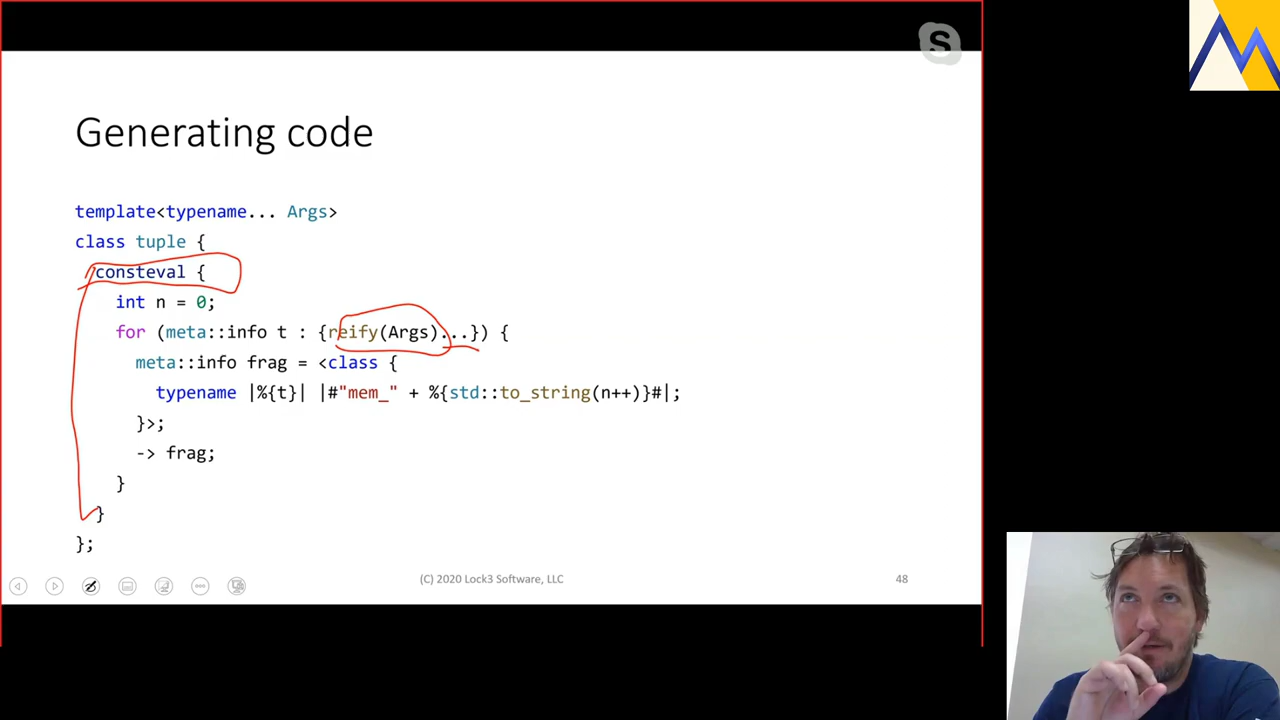 S
Generating code
template<typename... Args>
class tuple {
consteval {
int n = 0;
for (meta::info t : {reify(Args)...}) {
meta::info frag = <class {
typename |%{t}| |#"mem_" + %{std::to_string(n++)}#|;
}>;
-> frag;
}
}
};
(C) 2020 Lock3 Software, LLC
48